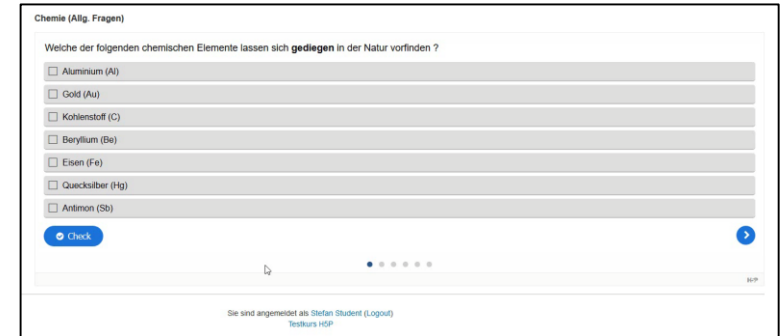 Chemie (Allg. Fragen)
Welche der folgenden chemischen Elemente lassen sich gediegen in der Natur vorfinden ?
Aluminium (Al)
Gold (Au)
Kohlenstoff (C)
Beryllium (Be)
Eisen (Fe)
Quecksilber (Hg)
Antimon (Sb)
Check
H-P
Sie sind angemeldet als Stefan Student (Logout)
Testkurs H5P